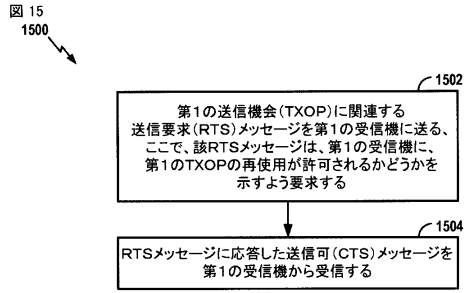 図 15
1500
1502
第1の送信機会(TXOP)に関連する
送信要求(RTS)メッセージを第1の受信機に送る、
ここで、該RTSメッセージは、第1の受信機に、
第1のTXOPの再使用が許可されるかどうかを
示すよう要求する
1504
RTSメッセージに応答した送信可(CTS)メッセージを
第1の受信機から受信する